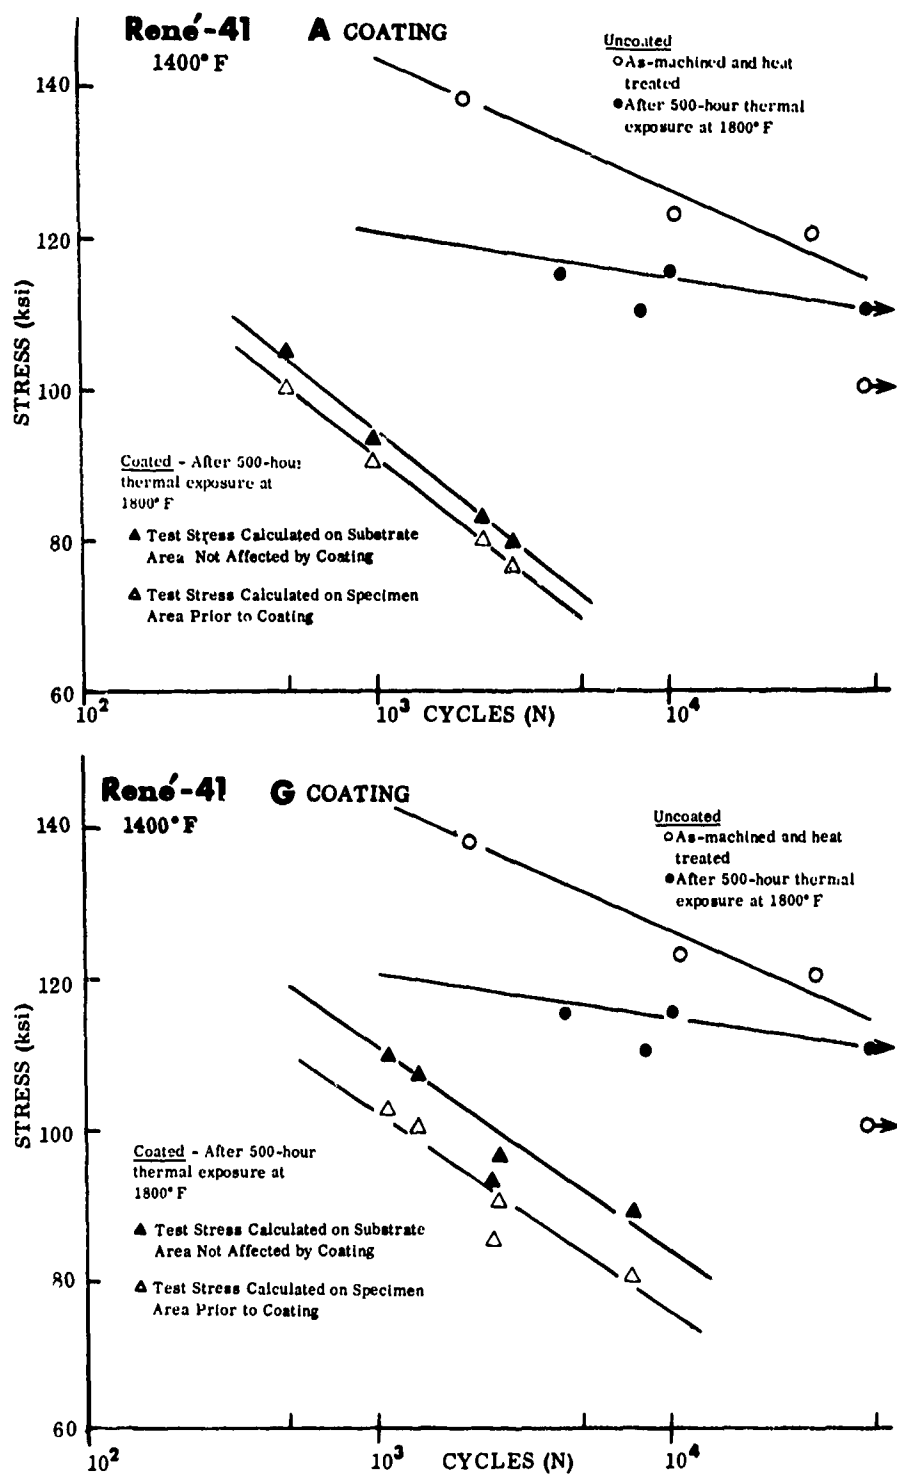 René-41 A COATING
1400°F
Uncoated
As-machined and heat
treated
After 500-hour thermal
exposure at 1800°F
140
120
100
80
60
STRESS (ksi)
Coated - After 500-hour
thermal exposure at
1800°F
Test Stress Calculated on Substrate
Area Not Affected by Coating
Test Stress Calculated on Specimen
Area Prior to Coating
10² 10³ CYCLES (N) 10⁴
René-41 G COATING
1400°F
Uncoated
As-machined and heat
treated
After 500-hour thermal
exposure at 1800°F
140
120
100
80
60
STRESS (ksi)
Coated - After 500-hour
thermal exposure at
1800°F
Test Stress Calculated on Substrate
Area Not Affected by Coating
Test Stress Calculated on Specimen
Area Prior to Coating
10² 10³ CYCLES (N) 10⁴